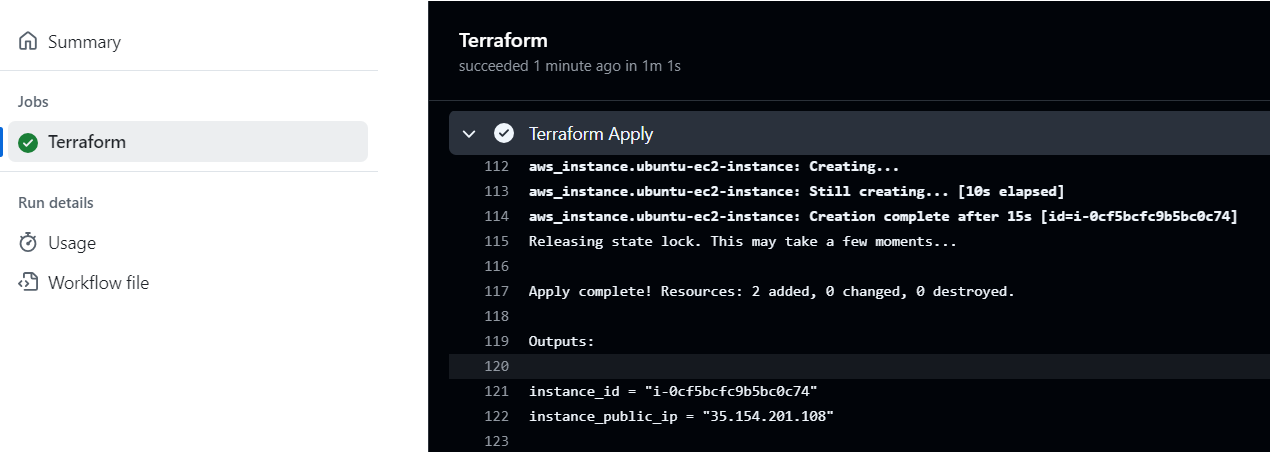 Summary
Jobs
Terraform
Run details
Usage
Workflow file
Terraform
succeeded 1 minute ago in 1m 1s
Terraform Apply
112 aws_instance.ubuntu-ec2-instance: Creating...
113 aws_instance.ubuntu-ec2-instance: Still creating... [10s elapsed]
114 aws_instance.ubuntu-ec2-instance: Creation complete after 15s [id=i-0cf5bcfc9b5bc0c74]
115 Releasing state lock. This may take a few moments...
116
117 Apply complete! Resources: 2 added, 0 changed, 0 destroyed.
118
119 Outputs:
120
121 instance_id = "i-0cf5bcfc9b5bc0c74"
122 instance_public_ip = "35.154.201.108"
123